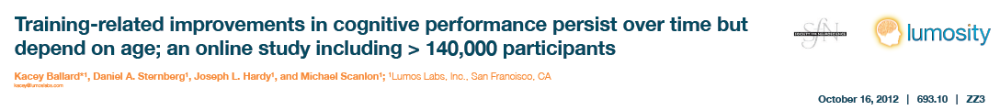 Training-related improvements in cognitive performance persist over time but
depend on age; an online study including > 140,000 participants
Kacey Ballard*¹, Daniel A. Sternberg¹, Joseph L. Hardy¹, and Michael Scanlon¹; ¹Lumos Labs, Inc., San Francisco, CA
kacey@lumoslabs.com
SfN
SOCIETY FOR NEUROSCIENCE
lumosity
October 16, 2012 | 693.10 | ZZ3